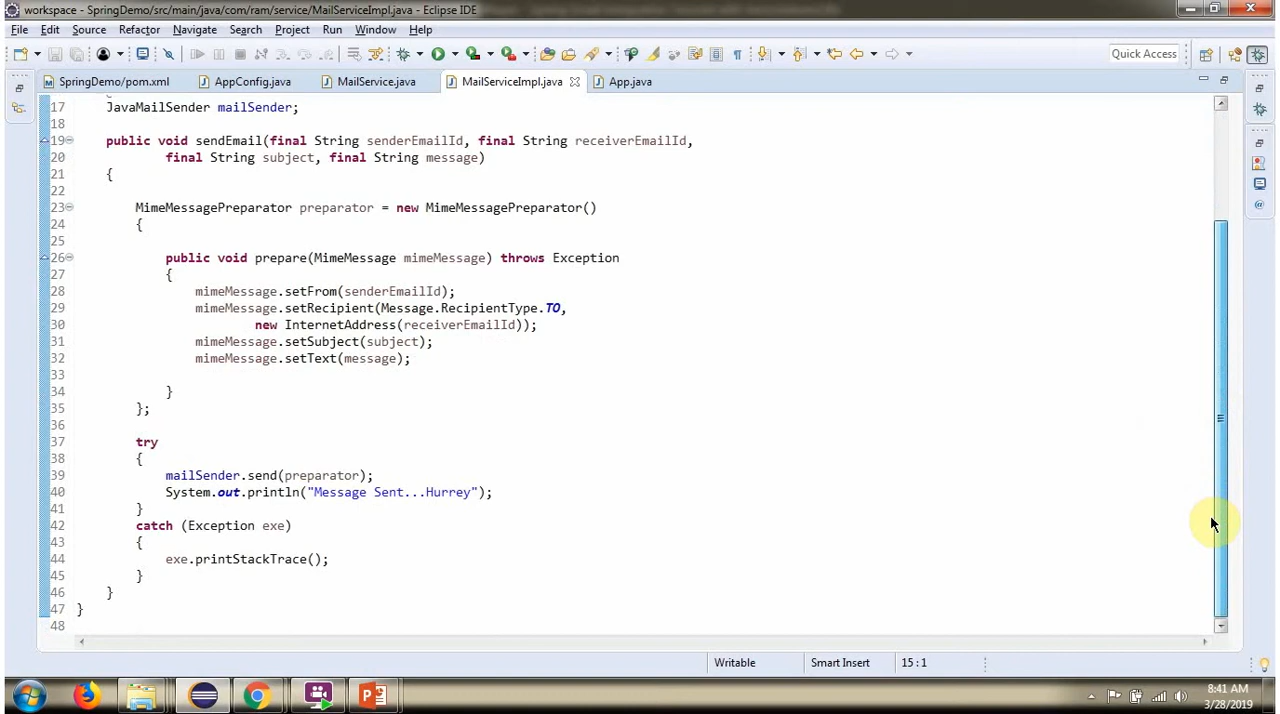 workspace - SpringDemo/src/main/java/com/ram/service/MailServiceImpl.java - Eclipse IDE
File Edit Source Refactor Navigate Search Project Run Window Help
Quick Access
SpringDemo/pom.xml AppConfig.java MailService.java MailServiceImpl.java App.java
17 JavaMailSender mailSender;
18
19 public void sendEmail(final String senderEmailId, final String receiverEmailId,
20 final String subject, final String message)
21 {
22
23 MimeMessagePreparator preparator = new MimeMessagePreparator()
24 {
25
26 public void prepare(MimeMessage mimeMessage) throws Exception
27 {
28 mimeMessage.setFrom(senderEmailId);
29 mimeMessage.setRecipient(Message.RecipientType.TO,
30 new InternetAddress(receiverEmailId));
31 mimeMessage.setSubject(subject);
32 mimeMessage.setText(message);
33
34 }
35 };
36
37 try
38 {
39 mailSender.send(preparator);
40 System.out.println("Message Sent...Hurrey");
41 }
42 catch (Exception exe)
43 {
44 exe.printStackTrace();
45 }
46 }
47 }
48
Writable Smart Insert 15 : 1
8:41 AM
3/28/2019